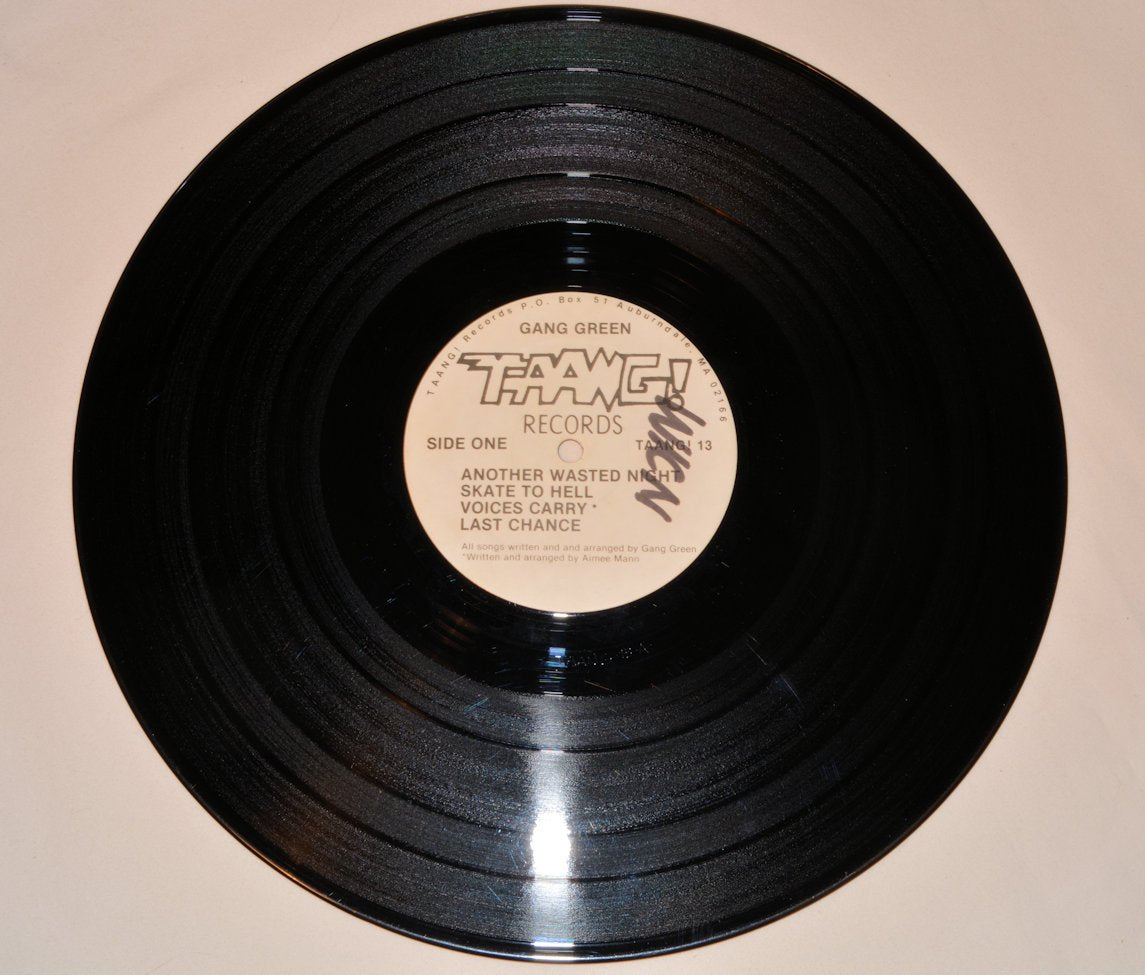 TAANG! Records P.O. Box 51 Auburndale, MA 02166
GANG GREEN
TAANG!
RECORDS
SIDE ONE
TAANG! 13
ANOTHER WASTED NIGHT
SKATE TO HELL
VOICES CARRY *
LAST CHANCE
All songs written and and arranged by Gang Green
*Written and arranged by Aimee Mann